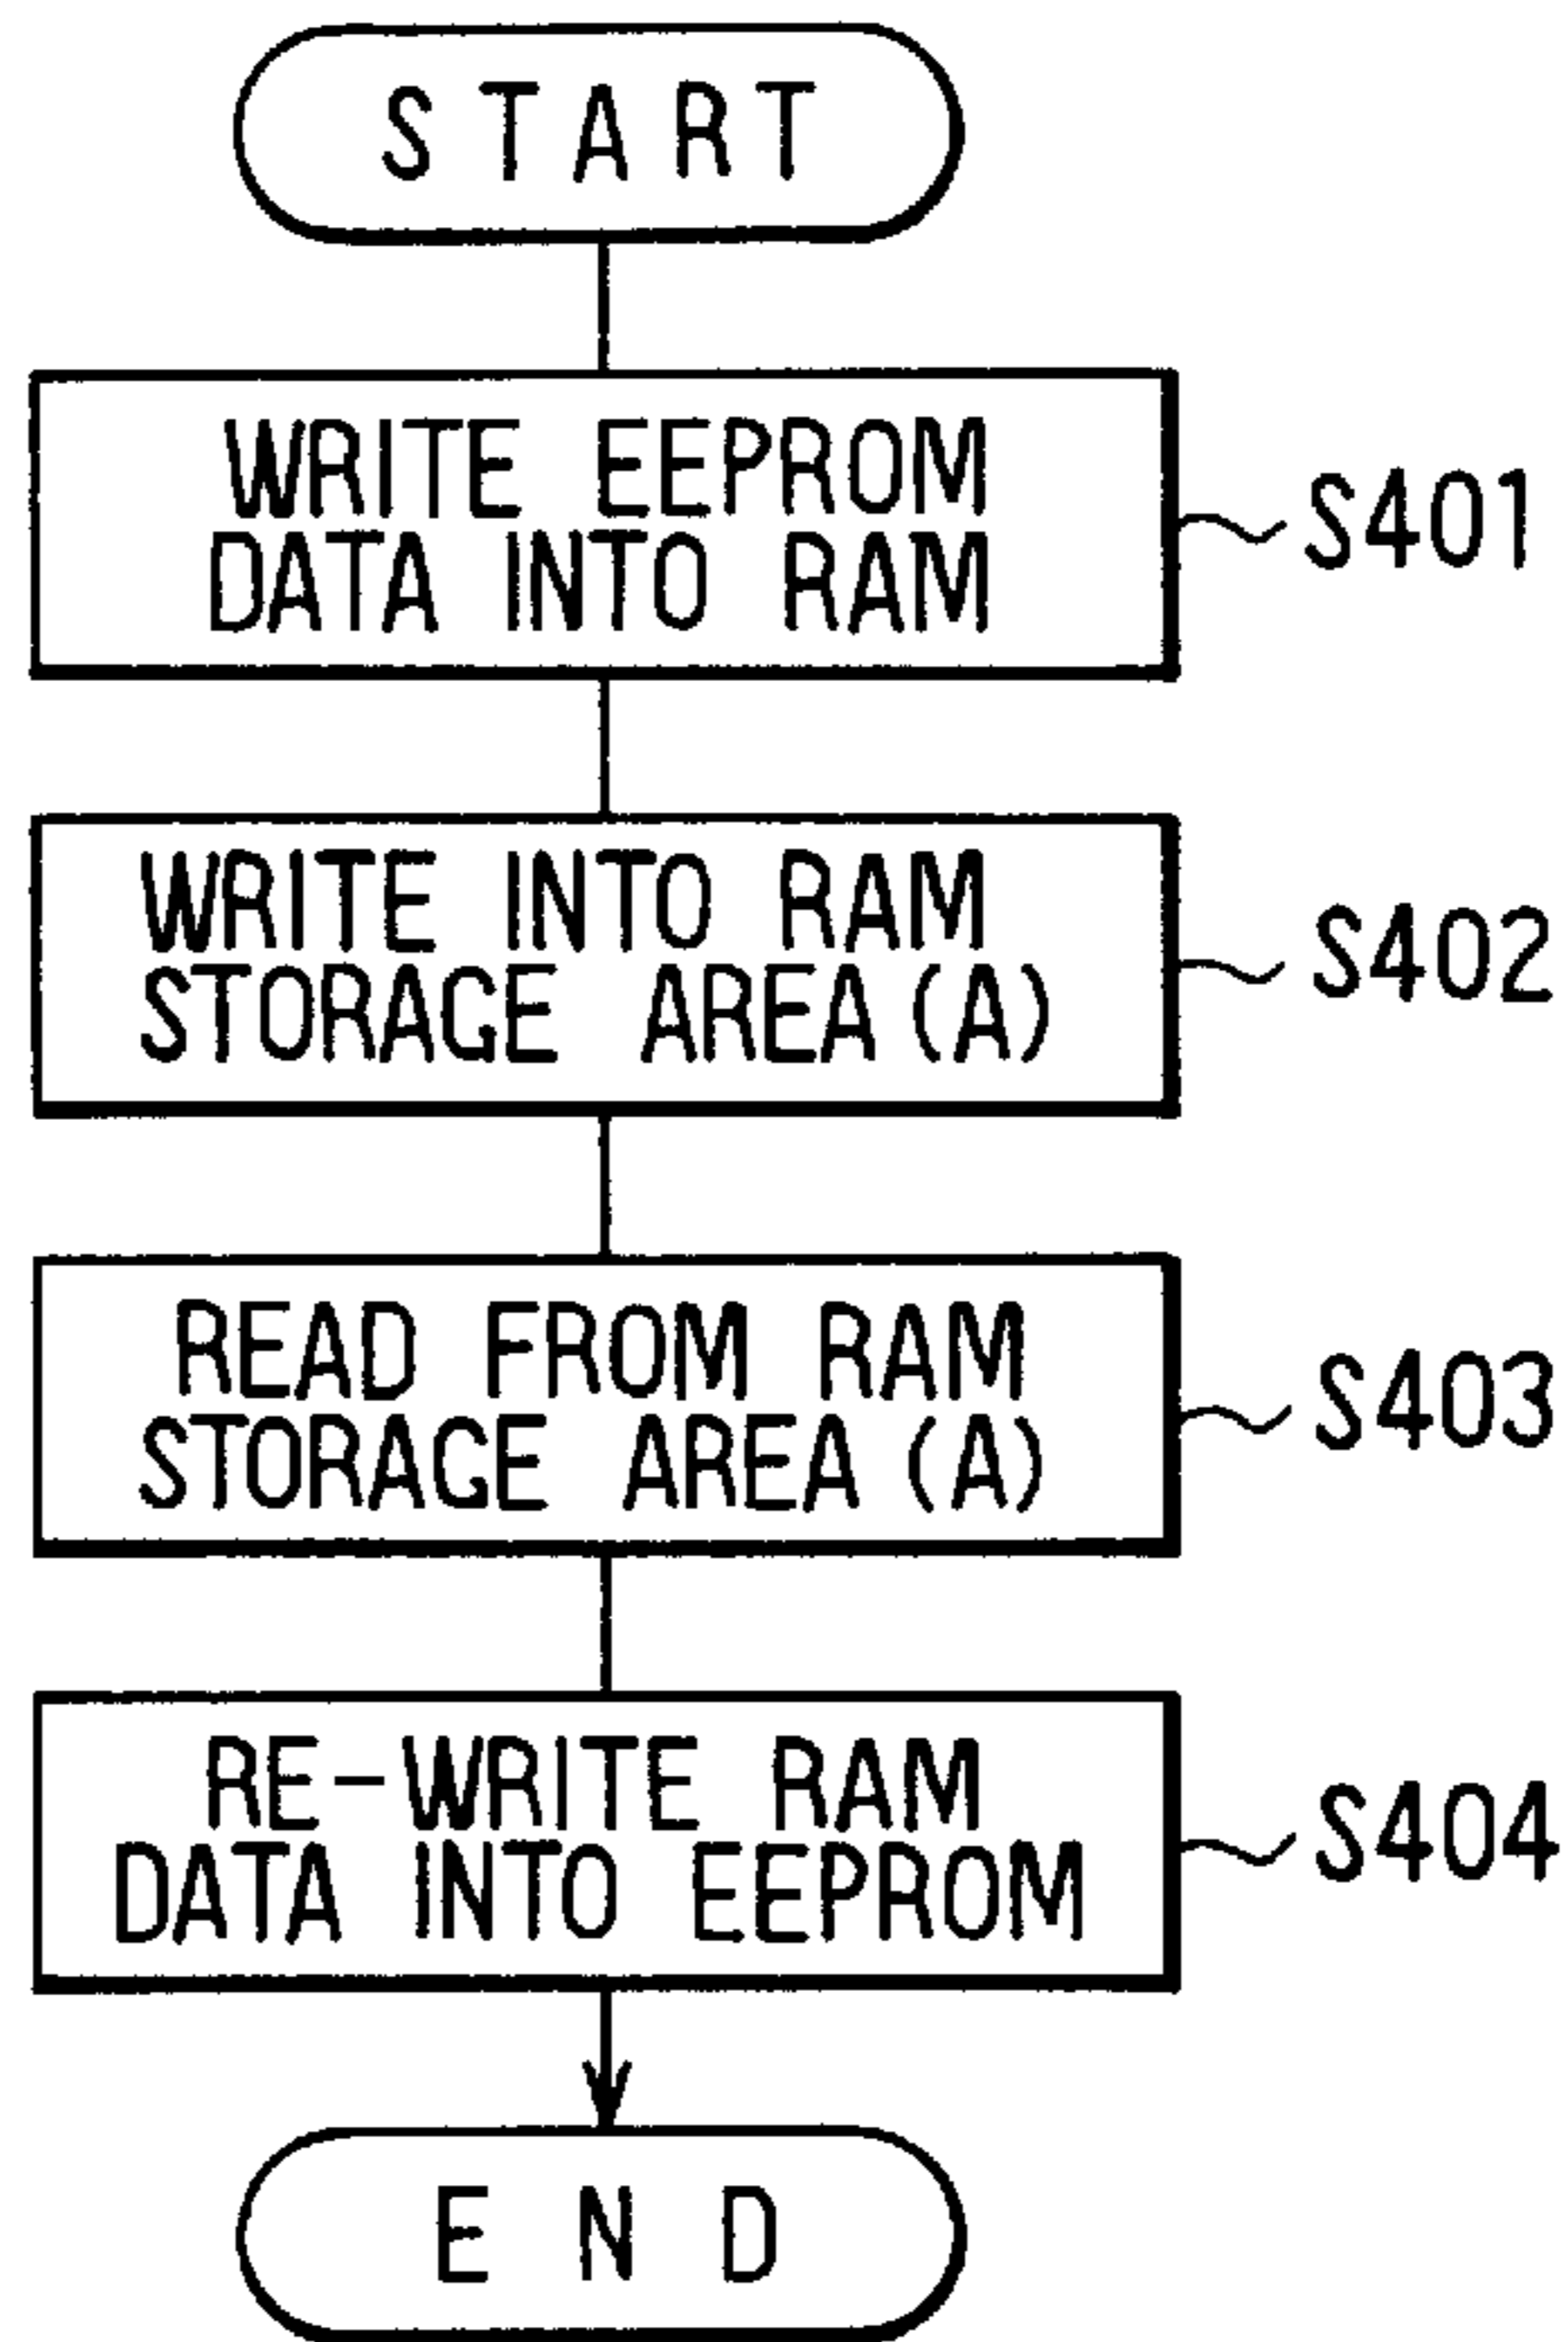 START
WRITE EEPROM
DATA INTO RAM
S401
WRITE INTO RAM
STORAGE AREA (A)
S402
READ FROM RAM
STORAGE AREA (A)
S403
RE-WRITE RAM
DATA INTO EEPROM
S404
END